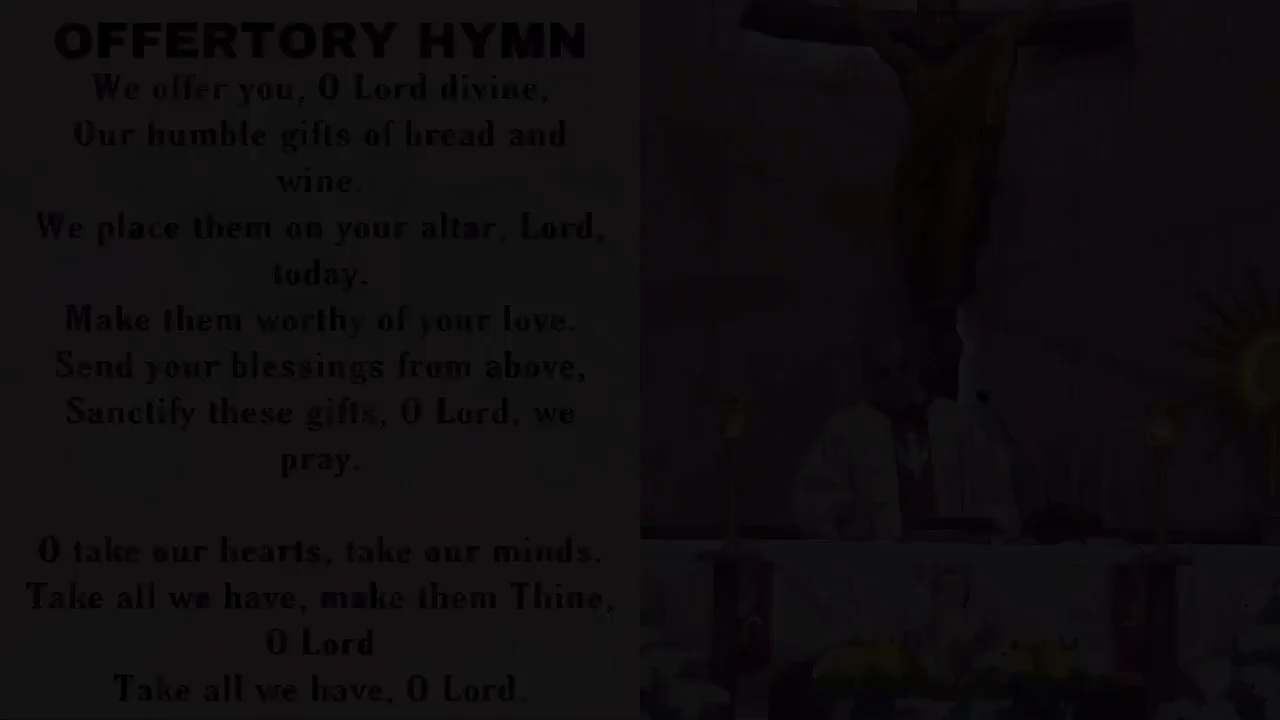 OFFERTORY HYMN
We offer you, O Lord divine,
Our humble gifts of bread and
wine.
We place them on your altar, Lord,
today.
Make them worthy of your love.
Send your blessings from above,
Sanctify these gifts, O Lord, we
pray.
O take our hearts, take our minds.
Take all we have, make them Thine,
O Lord
Take all we have, O Lord.